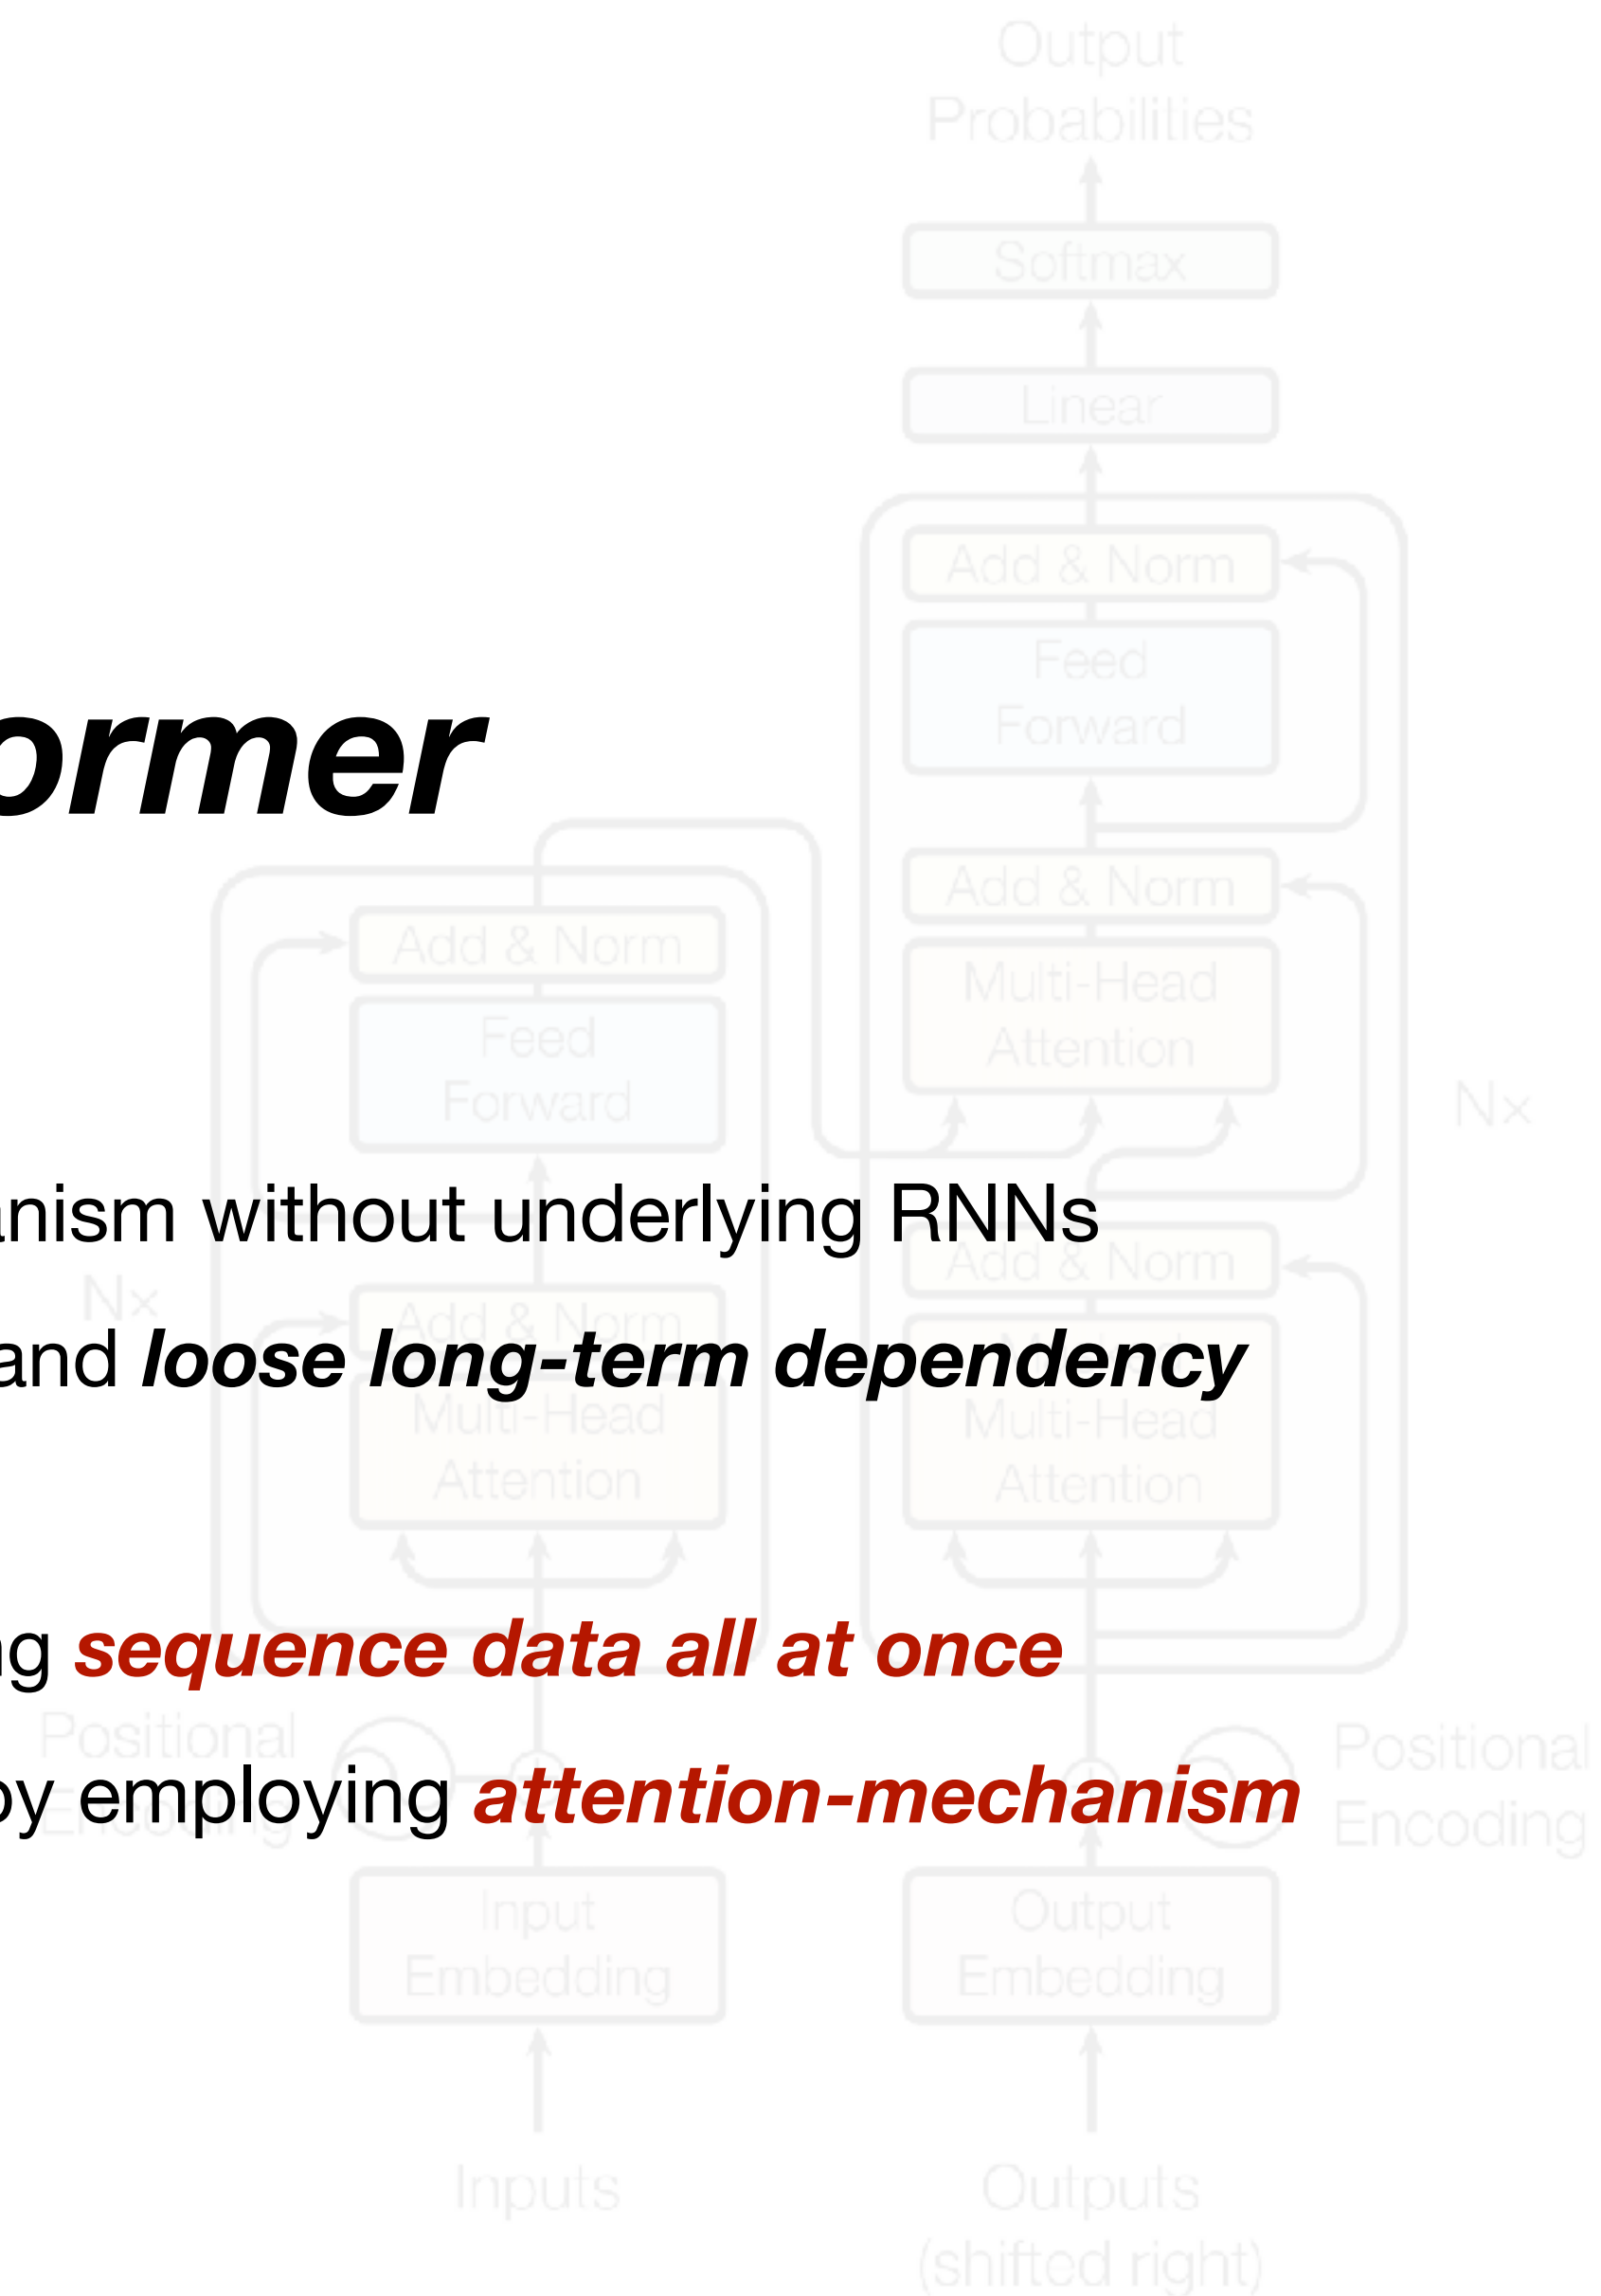 Output
Probabilities
Softmax
Linear
Add & Norm
Feed
Forward
ormer
Add & Norm
Multi-Head
Attention
Add & Norm
Feed
Forward
Nx
anism without underlying RNNs
Add & Norm
Nx
Add & Norm
and loose long-term dependency
Multi-Head
Attention
Multi-Head
Attention
ng sequence data all at once
Positional
Encoding
Positional
Encoding
by employing attention-mechanism
Input
Embedding
Output
Embedding
Inputs
Outputs
(shifted right)